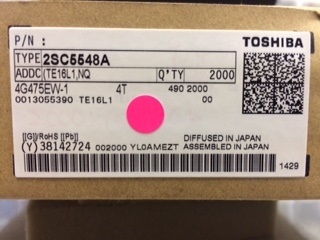 P/N : TOSHIBA
TYPE 2SC5548A
ADDC (TE16L1,NQ Q'TY 2000
4G475EW-1 4T 490 2000
0013055390 TE16L1 00
[[G]]/RoHS [[Pb]] DIFFUSED IN JAPAN
(Y) 38142724 002000 YL0AMEZT ASSEMBLED IN JAPAN
1429